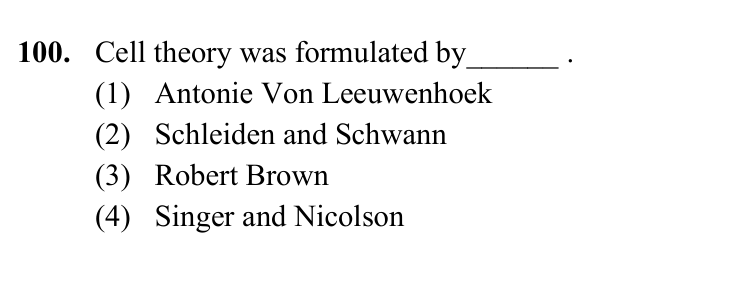 100. Cell theory was formulated by______ .
(1) Antonie Von Leeuwenhoek
(2) Schleiden and Schwann
(3) Robert Brown
(4) Singer and Nicolson